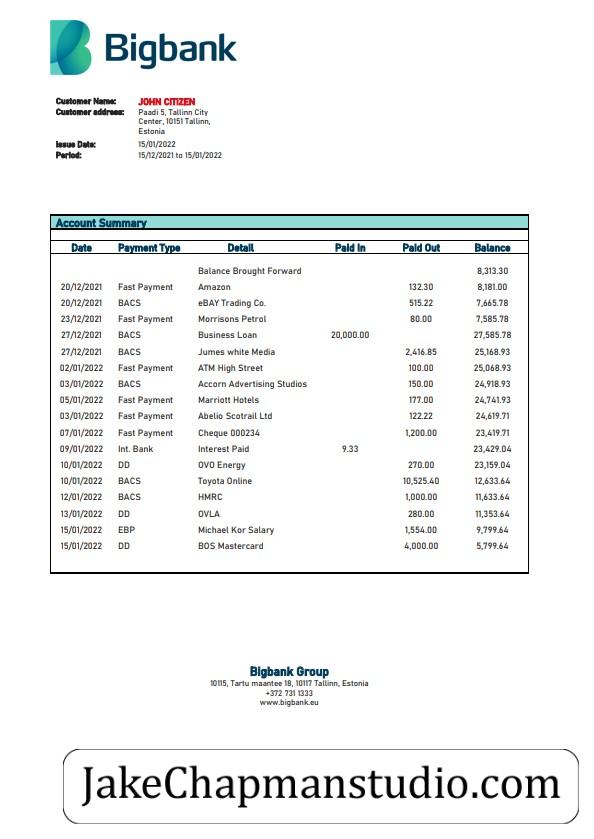 Bigbank
Customer Name: JOHN CITIZEN
Customer address: Paadi 5, Tallinn City
Center, 10151 Tallinn,
Estonia
Issue Date: 15/01/2022
Period: 15/12/2021 to 15/01/2022
Account Summary
Date Payment Type Detail Paid In Paid Out Balance
Balance Brought Forward 8,313.30
20/12/2021 Fast Payment Amazon 132.30 8,181.00
20/12/2021 BACS eBAY Trading Co. 515.22 7,665.78
23/12/2021 Fast Payment Morrisons Petrol 80.00 7,585.78
27/12/2021 BACS Business Loan 20,000.00 27,585.78
27/12/2021 BACS Jumes white Media 2,416.85 25,168.93
02/01/2022 Fast Payment ATM High Street 100.00 25,068.93
03/01/2022 BACS Accorn Advertising Studios 150.00 24,918.93
05/01/2022 Fast Payment Marriott Hotels 177.00 24,741.93
03/01/2022 Fast Payment Abelio Scotrail Ltd 122.22 24,619.71
07/01/2022 Fast Payment Cheque 000234 1,200.00 23,419.71
09/01/2022 Int. Bank Interest Paid 9.33 23,429.04
10/01/2022 DD OVO Energy 270.00 23,159.04
10/01/2022 BACS Toyota Online 10,525.40 12,633.64
12/01/2022 BACS HMRC 1,000.00 11,633.64
13/01/2022 DD OVLA 280.00 11,353.64
15/01/2022 EBP Michael Kor Salary 1,554.00 9,799.64
15/01/2022 DD BOS Mastercard 4,000.00 5,799.64
Bigbank Group
10115, Tartu maantee 18, 10117 Tallinn, Estonia
+372 731 1333
www.bigbank.eu
JakeChapmanstudio.com